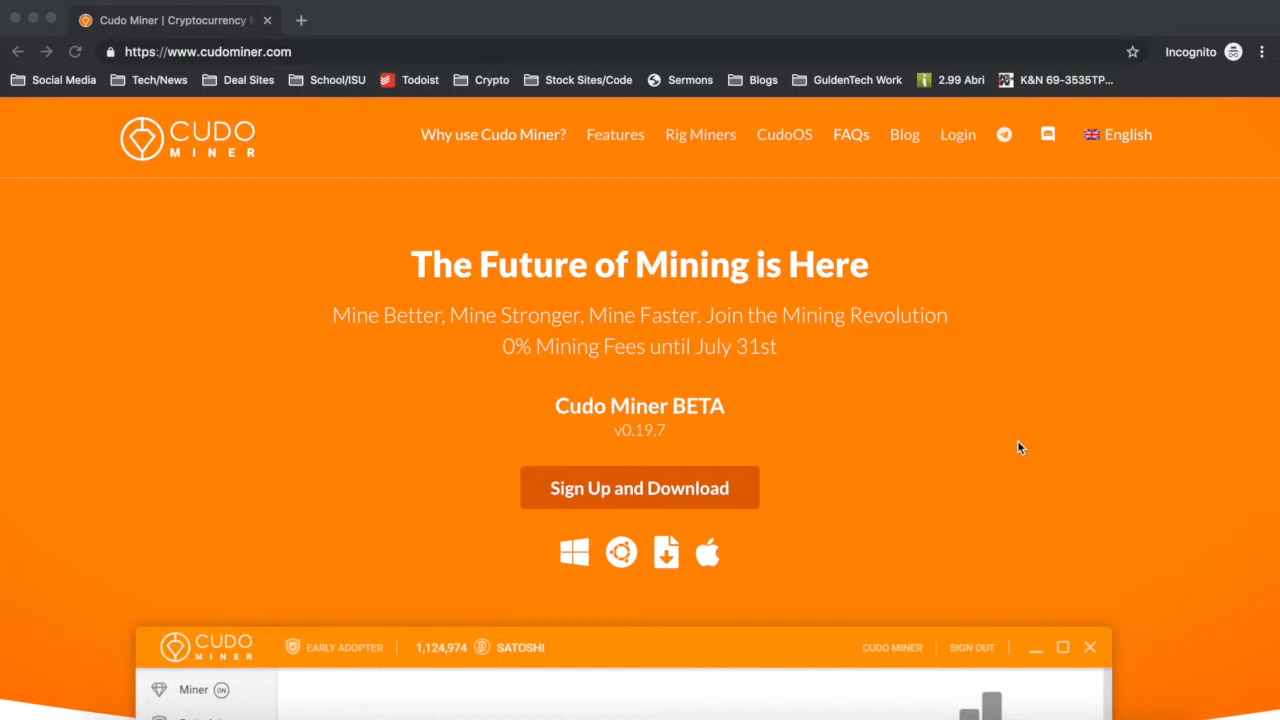 Cudo Miner | Cryptocurrency
https://www.cudominer.com
Incognito
Social Media Tech/News Deal Sites School/ISU Todoist Crypto Stock Sites/Code Sermons Blogs GuldenTech Work 2.99 Abri K&N 69-3535TP...
CUDO
MINER
Why use Cudo Miner? Features Rig Miners CudoOS FAQs Blog Login English
The Future of Mining is Here
Mine Better, Mine Stronger, Mine Faster. Join the Mining Revolution
0% Mining Fees until July 31st
Cudo Miner BETA
v0.19.7
Sign Up and Download
CUDO
MINER
EARLY ADOPTER 1,124,974 SATOSHI CUDO MINER SIGN OUT
Miner ON